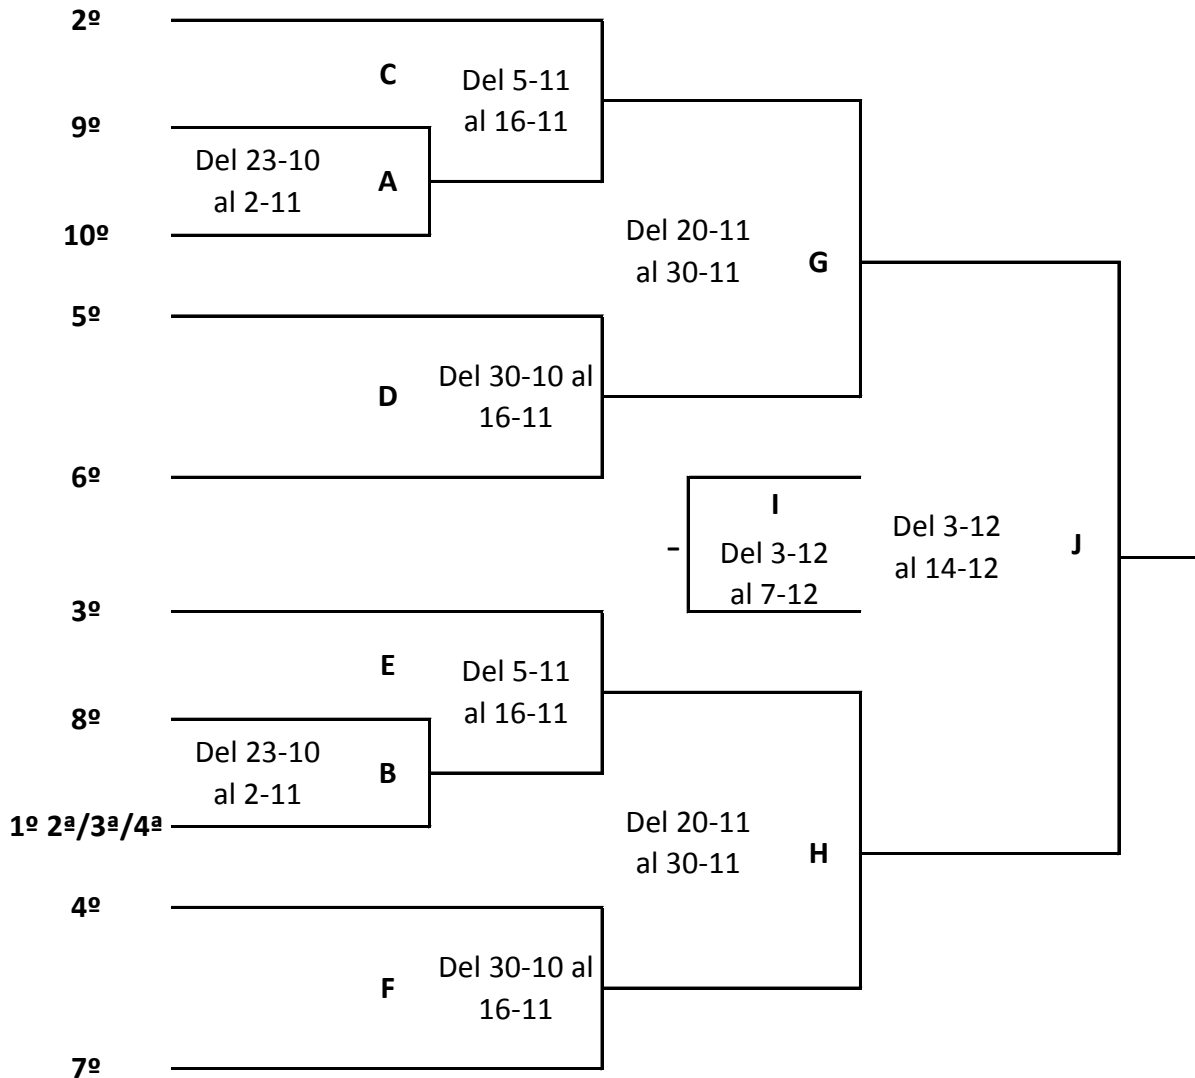 2º
C
Del 5-11
al 16-11
9º
Del 23-10
al 2-11
A
10º
Del 20-11
al 30-11
G
5º
D
Del 30-10 al
16-11
6º
I
Del 3-12
al 7-12
-
Del 3-12
al 14-12
J
3º
E
Del 5-11
al 16-11
8º
Del 23-10
al 2-11
B
1º 2ª/3ª/4ª
Del 20-11
al 30-11
H
4º
F
Del 30-10 al
16-11
7º